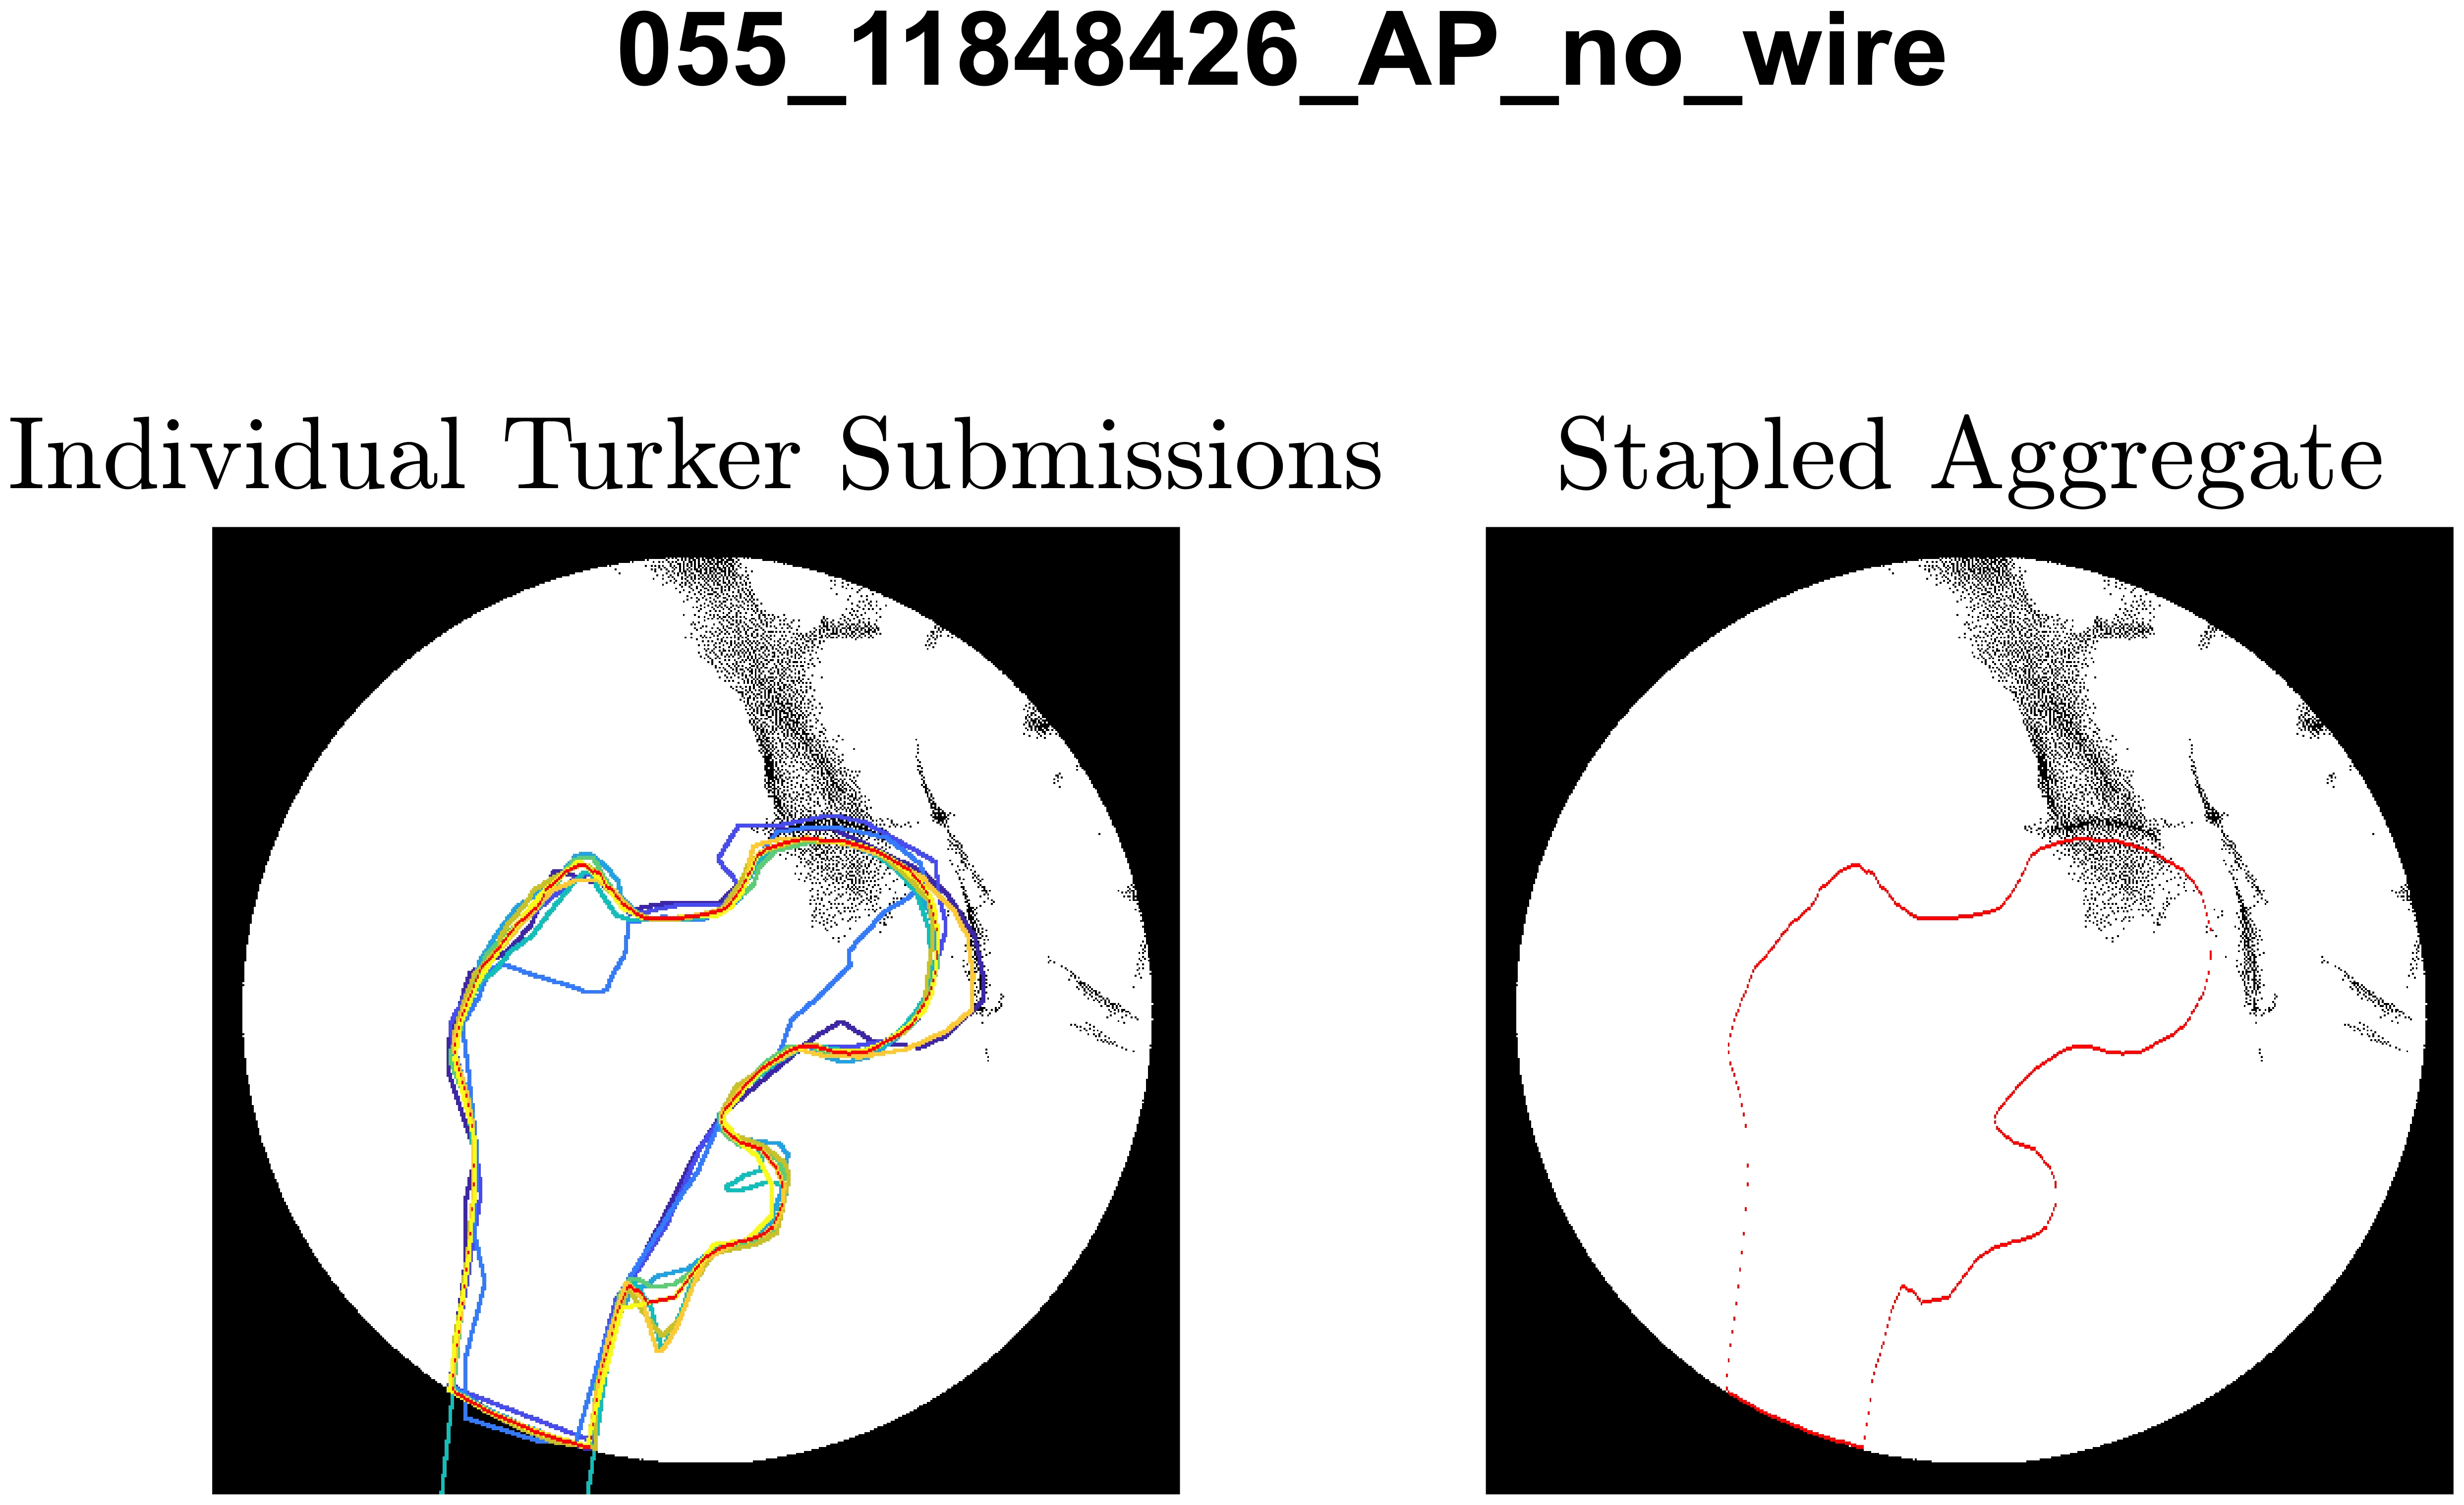 055_11848426_AP_no_wire
Individual Turker Submissions
Stapled Aggregate